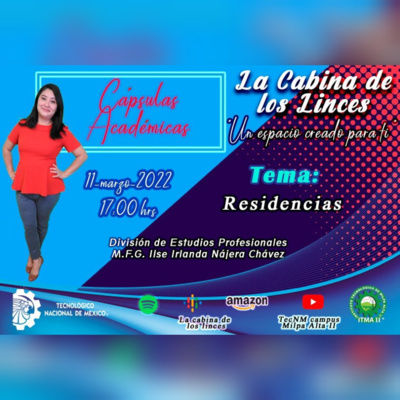 Cápsulas
Académicas
11-marzo-2022
17:00 hrs
La Cabina de
los Linces
"Un espacio creado para ti"
Tema:
Residencias
División de Estudios Profesionales
M.F.G. Ilse Irlanda Nájera Chávez
TECNOLÓGICO
NACIONAL DE MÉXICO
La cabina de
los linces
amazon
TecNM campus
Milpa Alta II
ITMA II